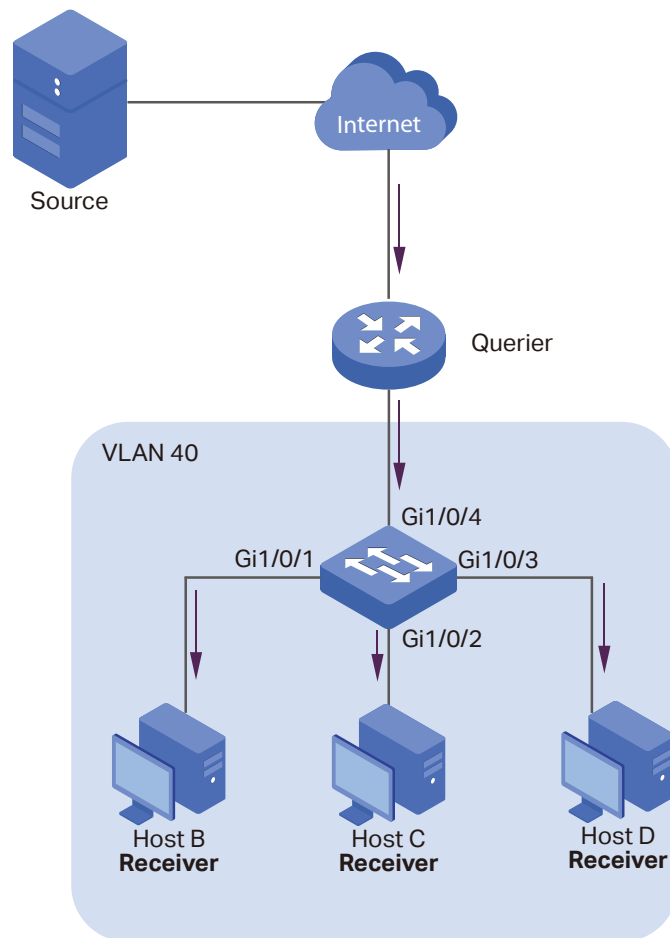 Internet
Source
Querier
VLAN 40
Gi1/0/4
Gi1/0/1
Gi1/0/3
Gi1/0/2
Host B
Receiver
Host C
Receiver
Host D
Receiver